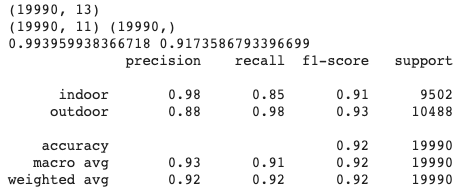 (19990, 13)
(19990, 11) (19990,)
0.993959938366718 0.9173586793396699
precision recall f1-score support
indoor 0.98 0.85 0.91 9502
outdoor 0.88 0.98 0.93 10488
accuracy 0.92 19990
macro avg 0.93 0.91 0.92 19990
weighted avg 0.92 0.92 0.92 19990